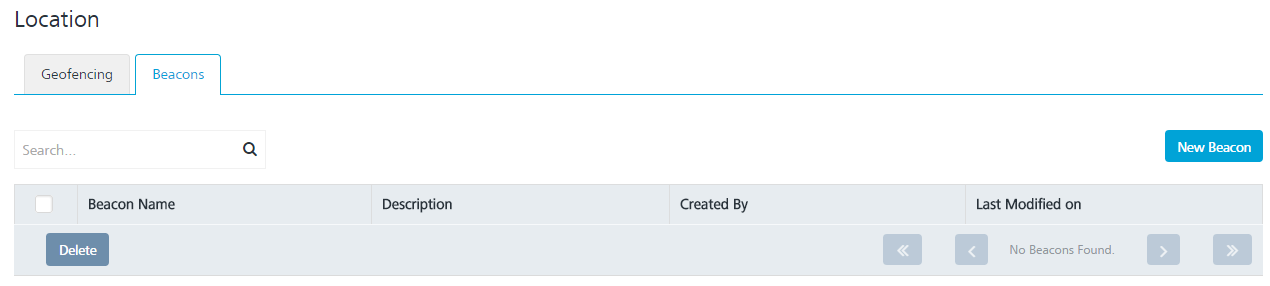 Location
Geofencing Beacons
Search...
New Beacon
Beacon Name Description Created By Last Modified on
Delete No Beacons Found.